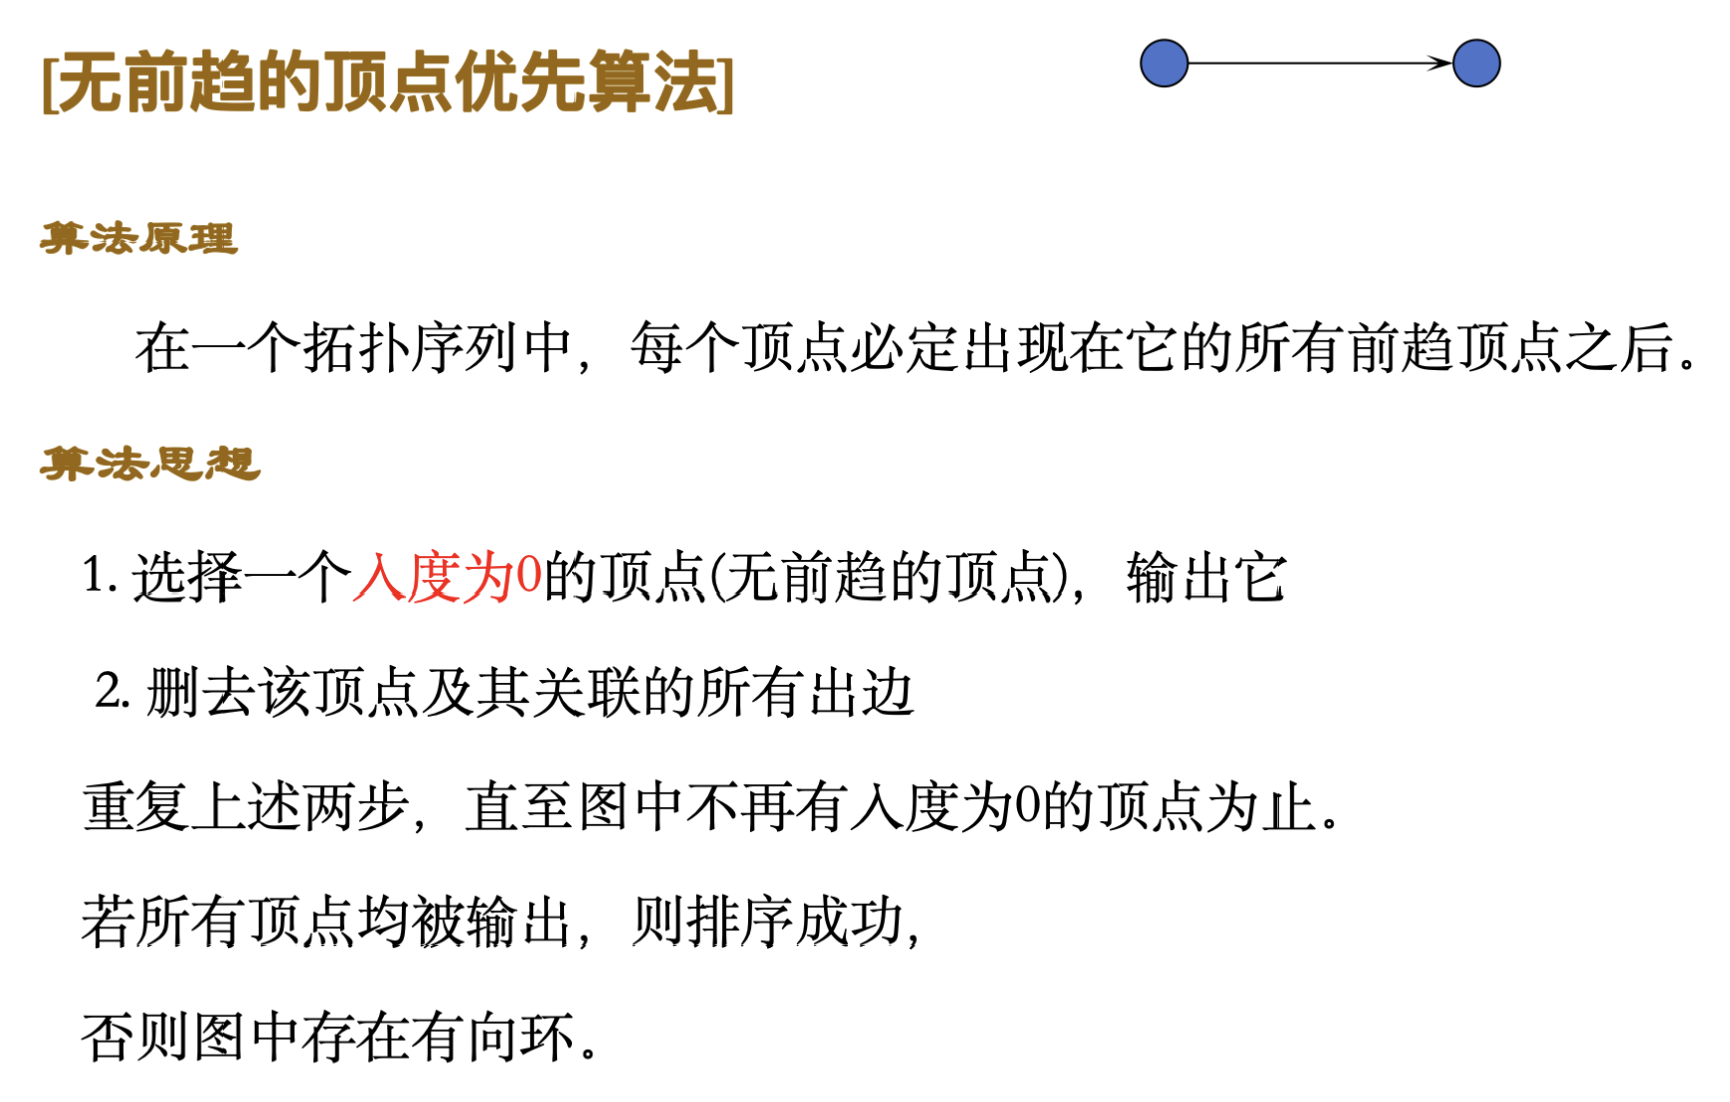 [无前趋的顶点优先算法]
算法原理
在一个拓扑序列中，每个顶点必定出现在它的所有前趋顶点之后。
算法思想
1. 选择一个入度为0的顶点(无前趋的顶点)，输出它
2. 删去该顶点及其关联的所有出边
重复上述两步，直至图中不再有入度为0的顶点为止。
若所有顶点均被输出，则排序成功，
否则图中存在有向环。